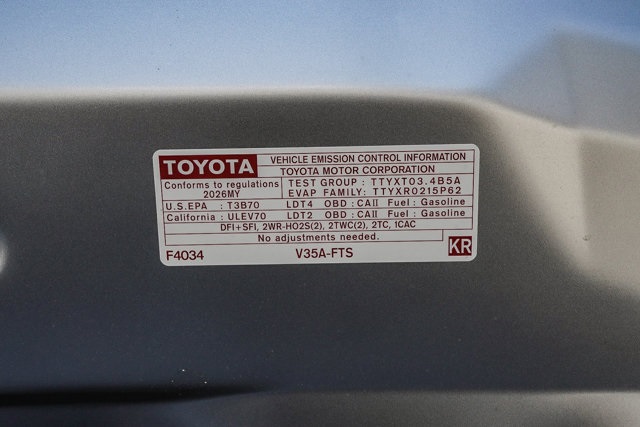 TOYOTA VEHICLE EMISSION CONTROL INFORMATION
TOYOTA MOTOR CORPORATION
Conforms to regulations TEST GROUP : TTYXT03.4B5A
2026MY EVAP FAMILY: TTYXR0215P62
U.S.EPA : T3B70 LDT4 OBD : CAII Fuel : Gasoline
California : ULEV70 LDT2 OBD : CAII Fuel : Gasoline
DFI+SFI, 2WR-HO2S(2), 2TWC(2), 2TC, 1CAC
No adjustments needed.
F4034 V35A-FTS KR